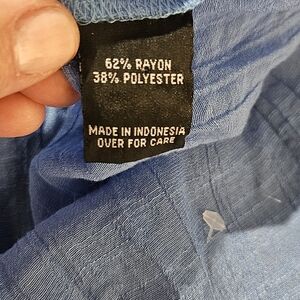 62% RAYON
38% POLYESTER
MADE IN INDONESIA
OVER FOR CARE